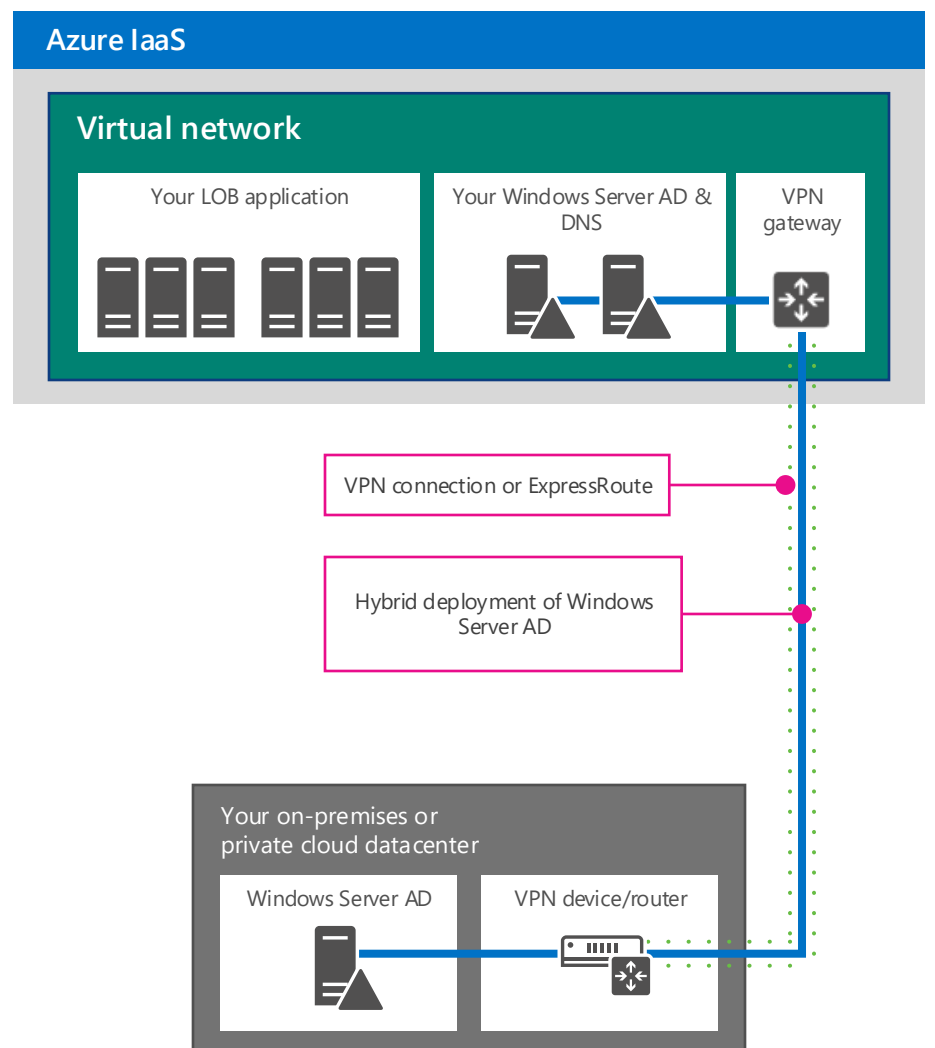 Azure IaaS
Virtual network
Your LOB application
Your Windows Server AD &
DNS
VPN
gateway
VPN connection or ExpressRoute
Hybrid deployment of Windows
Server AD
Your on-premises or
private cloud datacenter
Windows Server AD
VPN device/router